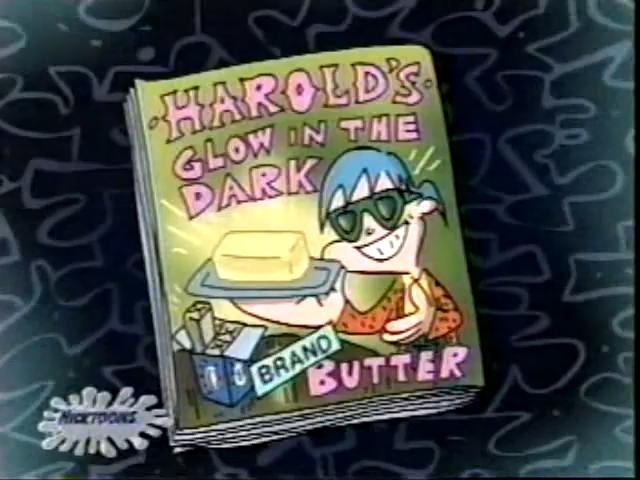 HAROLD'S
GLOW IN THE
DARK
BRAND
BUTTER
NICKTOONS